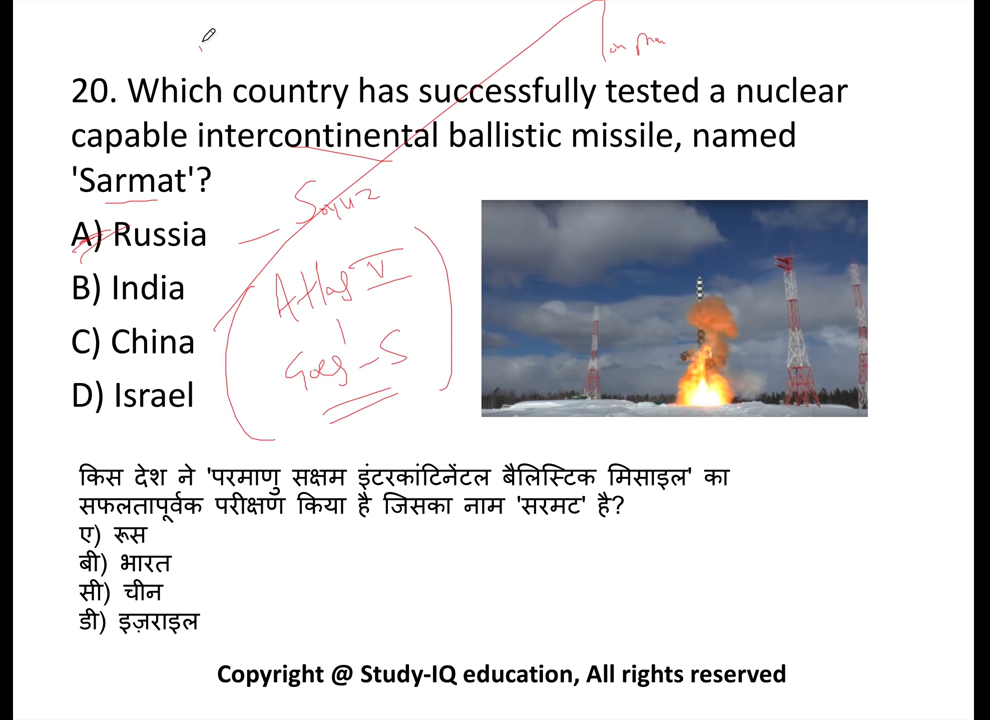 20. Which country has successfully tested a nuclear
capable intercontinental ballistic missile, named
'Sarmat'?
A) Russia
B) India
C) China
D) Israel
Soyuz
Atlas V
Goes-S
किस देश ने 'परमाणु सक्षम इंटरकांटिनेंटल बैलिस्टिक मिसाइल' का
सफलतापूर्वक परीक्षण किया है जिसका नाम 'सरमट' है?
ए) रूस
बी) भारत
सी) चीन
डी) इज़राइल
Copyright @ Study-IQ education, All rights reserved